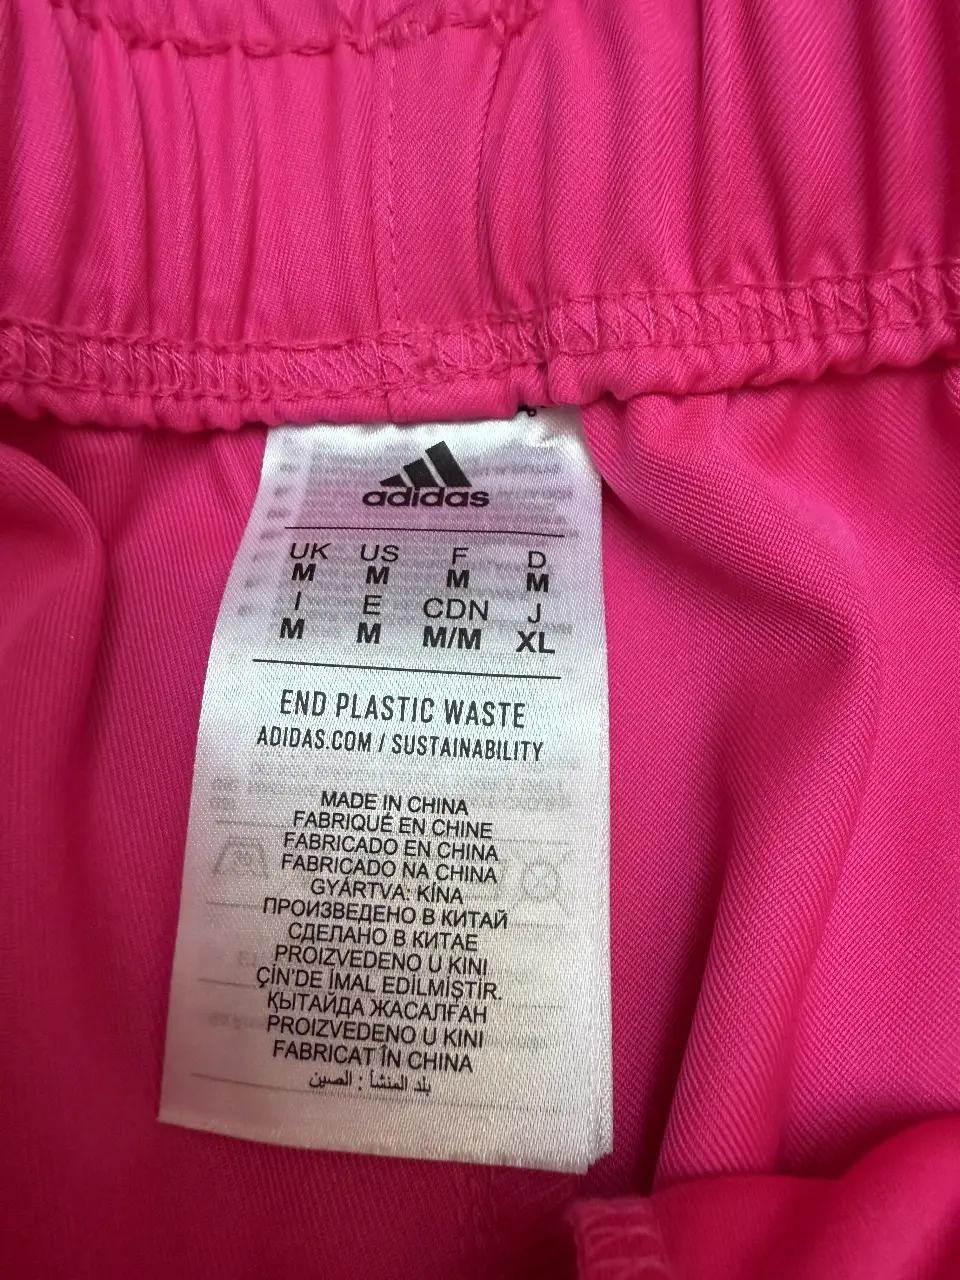 adidas
UK US F D
M M M M
I E CDN J
M M M/M XL
END PLASTIC WASTE
ADIDAS.COM / SUSTAINABILITY
MADE IN CHINA
FABRIQUÉ EN CHINE
FABRICADO EN CHINA
FABRICADO NA CHINA
GYÁRTVA: KÍNA
ПРОИЗВЕДЕНО В КИТАЙ
СДЕЛАНО В КИТАЕ
PROIZVEDENO U KINI
ÇİN'DE İMAL EDİLMİŞTİR.
ҚЫТАЙДА ЖАСАЛҒАН
PROIZVEDENO U KINI
FABRICAT ÎN CHINA
بلد المنشأ : الصين